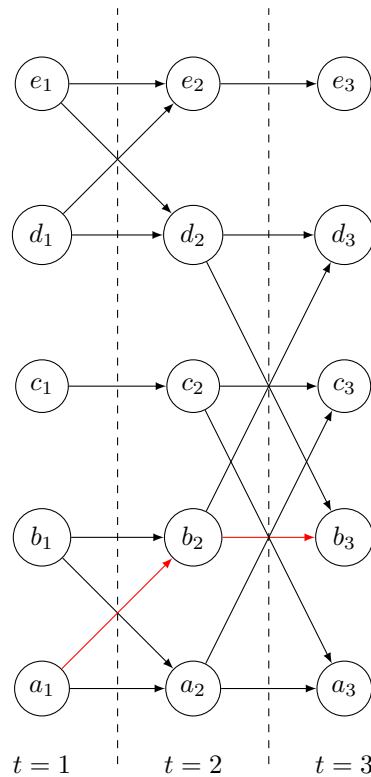 e₁ e₂ e₃
d₁ d₂ d₃
c₁ c₂ c₃
b₁ b₂ b₃
a₁ a₂ a₃
t = 1 t = 2 t = 3